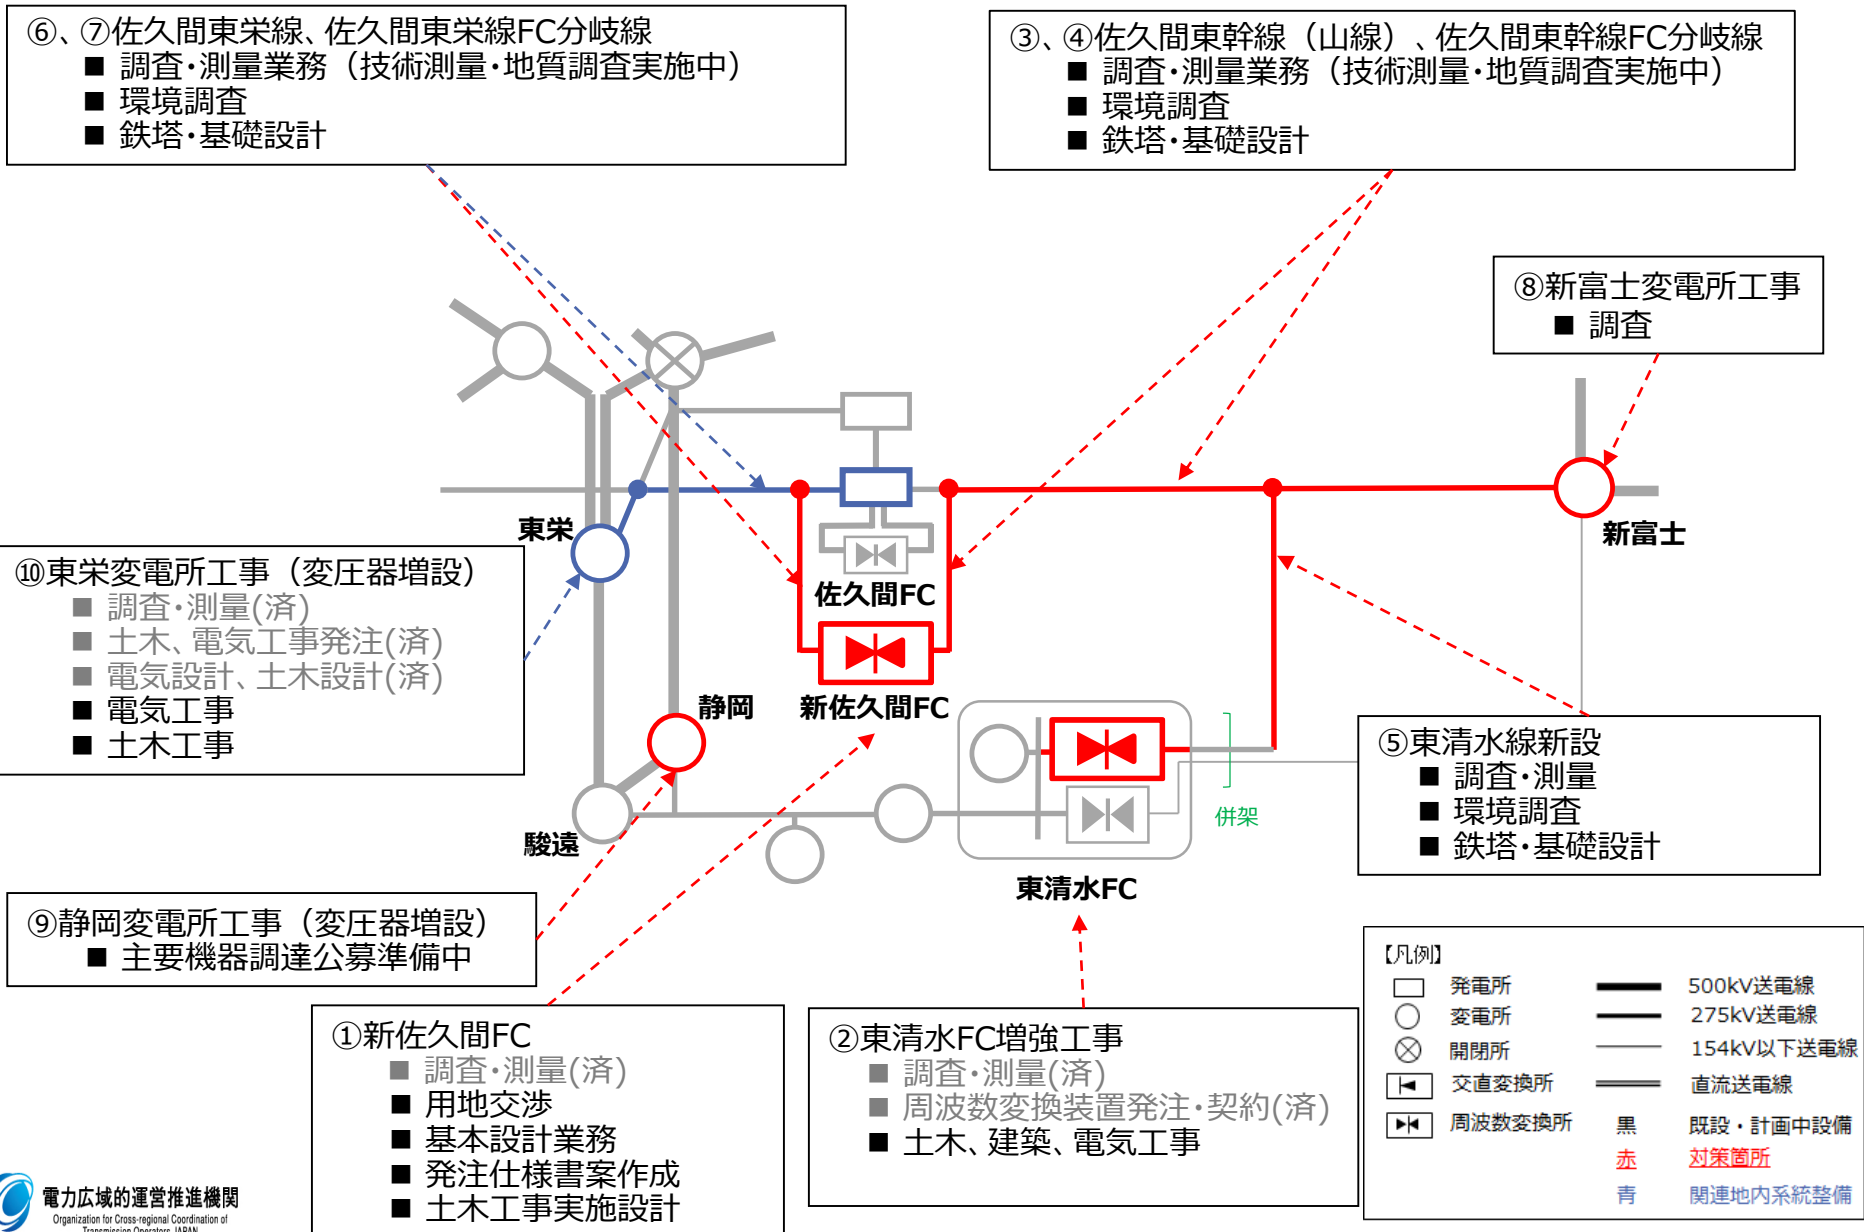 ⑥、⑦佐久間東栄線、佐久間東栄線FC分岐線
■ 調査･測量業務（技術測量･地質調査実施中）
■ 環境調査
■ 鉄塔･基礎設計
③、④佐久間東幹線（山線）、佐久間東幹線FC分岐線
■ 調査･測量業務（技術測量･地質調査実施中）
■ 環境調査
■ 鉄塔･基礎設計
⑧新富士変電所工事
■ 調査
東栄
新富士
佐久間FC
⑩東栄変電所工事（変圧器増設）
■ 調査･測量(済)
■ 土木、電気工事発注(済)
■ 電気設計、土木設計(済)
■ 電気工事
■ 土木工事
静岡
新佐久間FC
⑤東清水線新設
■ 調査･測量
■ 環境調査
■ 鉄塔･基礎設計
併架
駿遠
東清水FC
⑨静岡変電所工事（変圧器増設）
■ 主要機器調達公募準備中
①新佐久間FC
■ 調査･測量(済)
■ 用地交渉
■ 基本設計業務
■ 発注仕様書案作成
■ 土木工事実施設計
②東清水FC増強工事
■ 調査･測量(済)
■ 周波数変換装置発注･契約(済)
■ 土木、建築、電気工事
【凡例】
発電所 500kV送電線
変電所 275kV送電線
開閉所 154kV以下送電線
交直変換所 直流送電線
周波数変換所 黒 既設・計画中設備
赤 対策箇所
青 関連地内系統整備
電力広域的運営推進機関
Organization for Cross-regional Coordination of
Transmission Operators, JAPAN